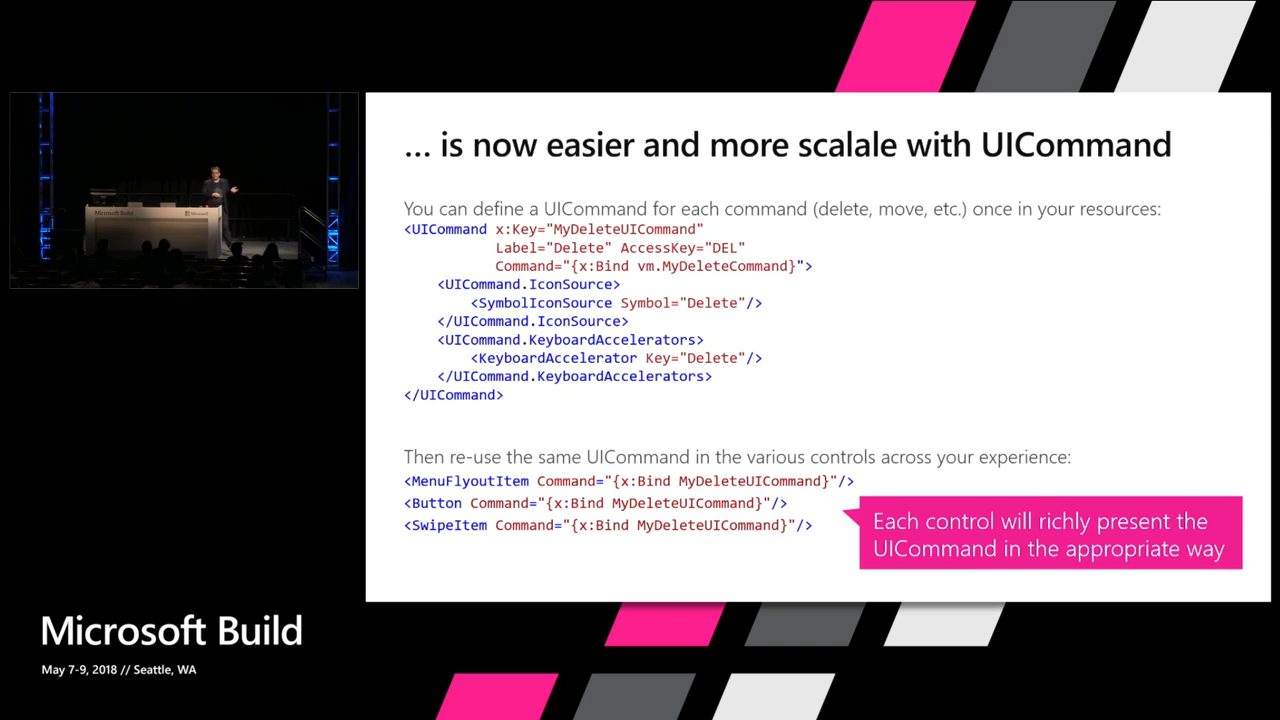 ... is now easier and more scalale with UICommand
You can define a UICommand for each command (delete, move, etc.) once in your resources:
<UICommand x:Key="MyDeleteUICommand"
Label="Delete" AccessKey="DEL"
Command="{x:Bind vm.MyDeleteCommand}">
<UICommand.IconSource>
<SymbolIconSource Symbol="Delete"/>
</UICommand.IconSource>
<UICommand.KeyboardAccelerators>
<KeyboardAccelerator Key="Delete"/>
</UICommand.KeyboardAccelerators>
</UICommand>
Then re-use the same UICommand in the various controls across your experience:
<MenuFlyoutItem Command="{x:Bind MyDeleteUICommand}"/>
<Button Command="{x:Bind MyDeleteUICommand}"/>
<SwipeItem Command="{x:Bind MyDeleteUICommand}"/>
Each control will richly present the
UICommand in the appropriate way
Microsoft Build
Microsoft
Microsoft Build
May 7-9, 2018 // Seattle, WA